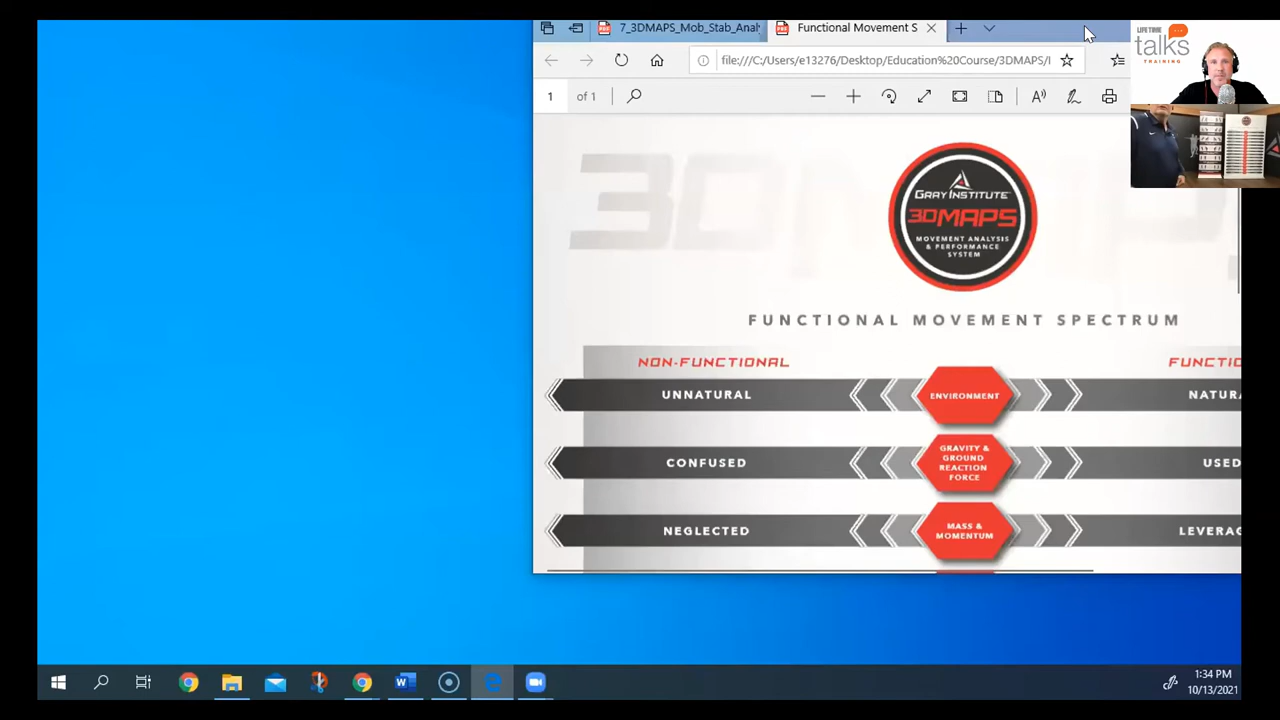 7_3DMAPS_Mob_Stab_Anal
Functional Movement S
file:///C:/Users/e13276/Desktop/Education%20Course/3DMAPS/I
1 of 1
LIFETIME
talks
TRAINING
3D
GRAY INSTITUTE
3DMAPS
MOVEMENT ANALYSIS
& PERFORMANCE
SYSTEM
FUNCTIONAL MOVEMENT SPECTRUM
NON-FUNCTIONAL
FUNCTIO
UNNATURAL
ENVIRONMENT
NATURA
CONFUSED
GRAVITY &
GROUND
REACTION
FORCE
USED
NEGLECTED
MASS &
MOMENTUM
LEVERAG
1:34 PM
10/13/2021